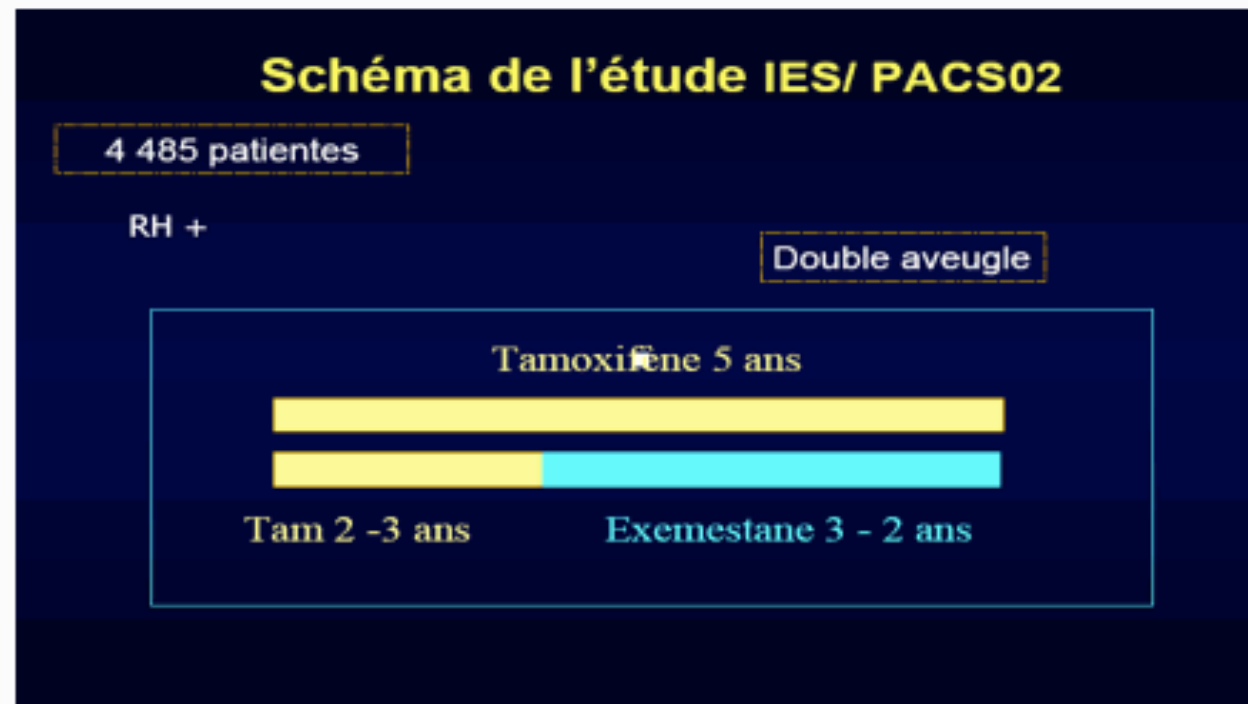 Schéma de l'étude IES/ PACS02
4 485 patientes
RH +
Double aveugle
Tamoxifène 5 ans
Tam 2 -3 ans
Exemestane 3 - 2 ans